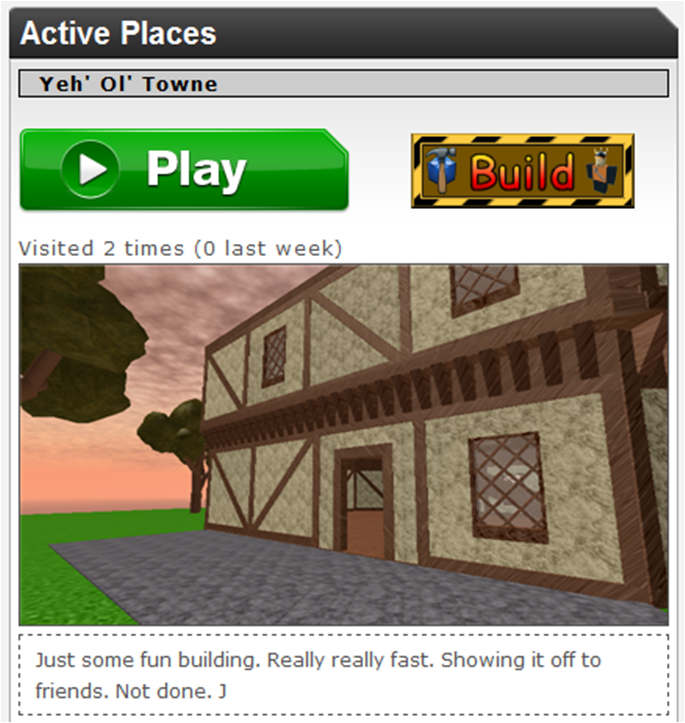 Active Places
Yeh' Ol' Towne
Play
Build
Visited 2 times (0 last week)
Just some fun building. Really really fast. Showing it off to
friends. Not done. J